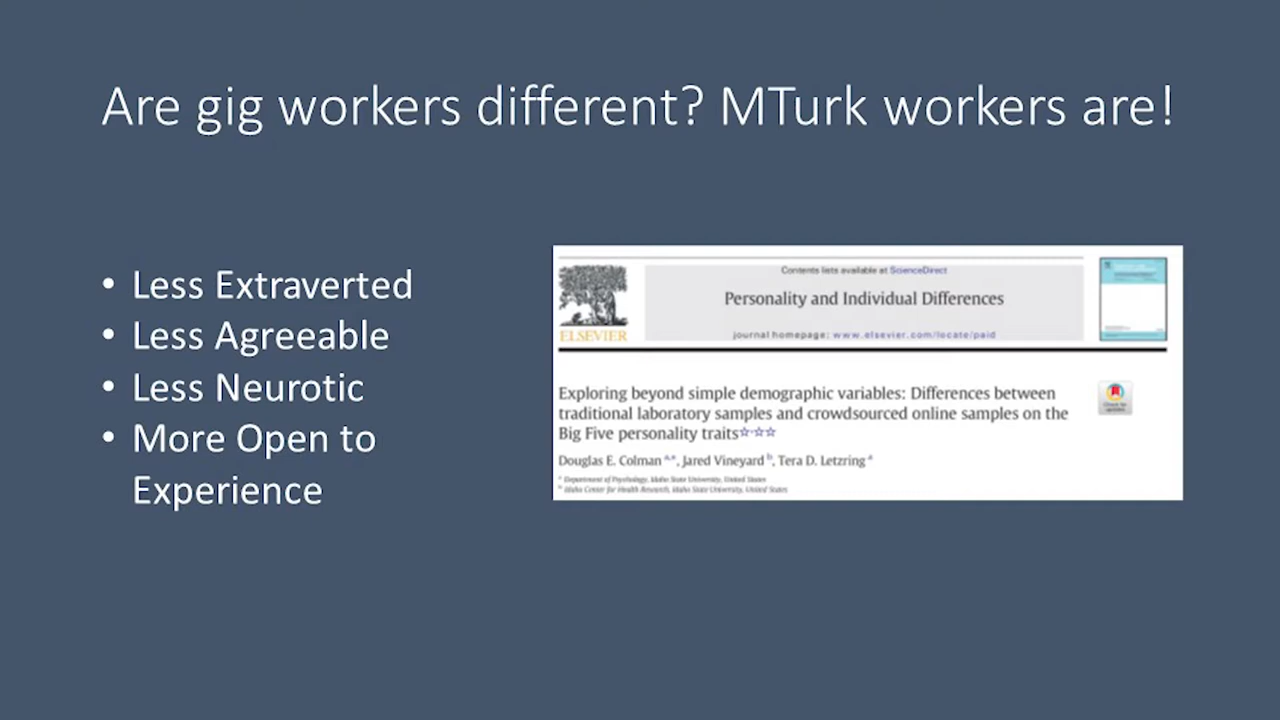 Are gig workers different? MTurk workers are!
• Less Extraverted
• Less Agreeable
• Less Neurotic
• More Open to
Experience
ELSEVIER
Contents lists available at ScienceDirect
Personality and Individual Differences
journal homepage: www.elsevier.com/locate/paid
Exploring beyond simple demographic variables: Differences between
traditional laboratory samples and crowdsourced online samples on the
Big Five personality traits☆,☆☆
Check for
updates
Douglas E. Colman a,*, Jared Vineyard b, Tera D. Letzring a
a Department of Psychology, Idaho State University, United States
b Idaho Center for Health Research, Idaho State University, United States